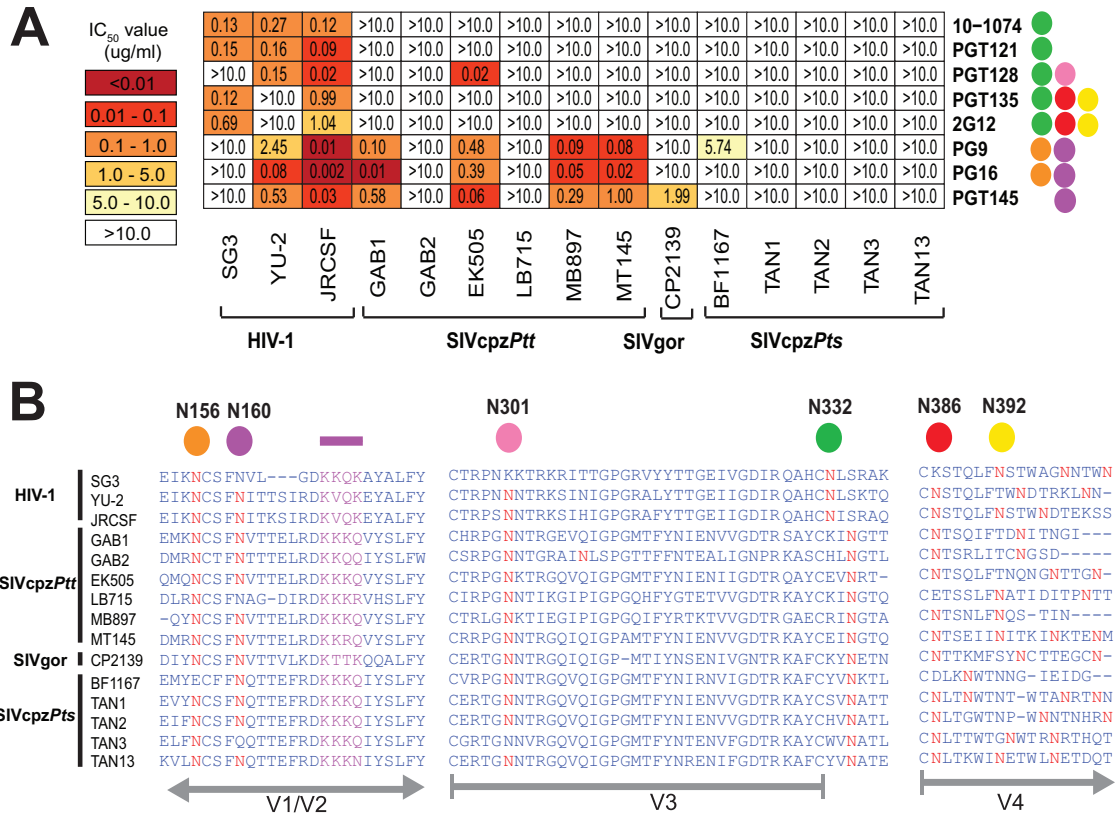 A
IC50 value
(ug/ml)
<0.01
0.01 - 0.1
0.1 - 1.0
1.0 - 5.0
5.0 - 10.0
>10.0
0.13 0.27 0.12 >10.0 >10.0 >10.0 >10.0 >10.0 >10.0 >10.0 >10.0 >10.0 >10.0 >10.0 >10.0 10-1074
0.15 0.16 0.09 >10.0 >10.0 >10.0 >10.0 >10.0 >10.0 >10.0 >10.0 >10.0 >10.0 >10.0 >10.0 PGT121
>10.0 0.15 0.02 >10.0 >10.0 0.02 >10.0 >10.0 >10.0 >10.0 >10.0 >10.0 >10.0 >10.0 >10.0 PGT128
0.12 >10.0 0.99 >10.0 >10.0 >10.0 >10.0 >10.0 >10.0 >10.0 >10.0 >10.0 >10.0 >10.0 >10.0 PGT135
0.69 >10.0 1.04 >10.0 >10.0 >10.0 >10.0 >10.0 >10.0 >10.0 >10.0 >10.0 >10.0 >10.0 >10.0 2G12
>10.0 2.45 0.01 0.10 >10.0 0.48 >10.0 0.09 0.08 >10.0 5.74 >10.0 >10.0 >10.0 >10.0 PG9
>10.0 0.08 0.002 0.01 >10.0 0.39 >10.0 0.05 0.02 >10.0 >10.0 >10.0 >10.0 >10.0 >10.0 PG16
>10.0 0.53 0.03 0.58 >10.0 0.06 >10.0 0.29 1.00 1.99 >10.0 >10.0 >10.0 >10.0 >10.0 PGT145
SG3 YU-2 JRCSF GAB1 GAB2 EK505 LB715 MB897 MT145 CP2139 BF1167 TAN1 TAN2 TAN3 TAN13
HIV-1 SIVcpzPtt SIVgor SIVcpzPts
B
N156 N160 N301 N332 N386 N392
HIV-1
SIVcpzPtt
SIVgor
SIVcpzPts
SG3 EIKNCSFNVL---GDKKQKAYALFY CTRPNKKTRKRITTGPGRVYYTTGEIVGDIRQAHCNLSRAK CKSTQLFNSTWAGNNTWN
YU-2 EIKNCSFNITTSIRDKVQKEYALFY CTRPNNNTRKSINIGPGRALYTTGEIIGDIRQAHCNLSKTQ CNSTQLFTWNDTRKLNN-
JRCSF EIKNCSFNITKSIRDKVQKEYALFY CTRPSNNTRKSIHIGPGRAFYTTGEIIGDIRQAHCNISRAQ CNSTQLFNSTWNDTEKSS
GAB1 EMKNCSFNVTTELRDKKKQVYSLFY CHRPGNNTRGEVQIGPGMTFYNIENVVGDTRSAYCKINGTT CNTSQIFTDNITNGI---
GAB2 DMRNCTFNTTTELRDKKQQIYSLFW CSRPGNNTGRAINLSPGTTFFNTEALIGNPRKASCHLNGTL CNTSRLITCNGSD-----
EK505 QMQNCSFNVTTELRDKKKQVYSLFY CTRPGNKTRGQVQIGPGMTFYNIENIIGDTRQAYCEVNRT- CNTSQLFTNQNGNTTGN-
LB715 DLRNCSFNAG-DIRDKKKRVHSLFY CIRPGNNTIKGIPIGPGQHFYGTETVVGDTRQAYCKINGTQ CETSSLFNATIDITPNTT
MB897 -QYNCSFNVTTELRDKKKQVYSLFY CTRLGNKTIEGIPIGPGQIFYRTKTVVGDTRGAECRINGTA CNTSNLFNQS-TIN----
MT145 DMRNCSFNVTTELRDKKRQVYSLFY CRRPGNQTRGQIQIGPAMTFYNIENVVGDTRKAYCEINGTQ CNTSEIINITKINKTENM
CP2139 DIYNCSFNVTTVLKDKTTKQQALFY CERTGNNTRGQVQIGP-MTIYNSENIVGNTRKAFCKYNETN CNTTKMFSYNCTTEGCN-
BF1167 EMYECFFNQTTEFRDKKKQIYSLFY CVRPGNNTRGQIQIGPGMTFYNIENVIGDTRKAFCYVNKTL CDLKNWTNNG-IEIDG--
TAN1 EVYNCSFNQTTEFRDKKKQIYSLFY CERTGNNTRGQVQIGPGMTFYNIENVVGDTRKAYCSVNATT CNLTNWTNT-WTANRTNN
TAN2 EIFNCSFNQTTEFRDKKKQIYSLFY CERTGNNTRGQVQIGPGMTFYNIENVVGDTRKAYCHVNATL CNLTGWTNP-WNNTNHRN
TAN3 ELFNCSFQQTTEFRDKKKQIYSLFY CGRTGNNVRGQVQIGPGMTFYNTENVFGDTRKAYCWVNATL CNLTTWTGNWTRNRTHQT
TAN13 KVLNCSFNQTTEFRDKKKNIYSLFY CERTGNNTRGQVQIGPGMTFYNRENIFGDTRKAFCYVNATE CNLTKWINETWLNETDQT
V1/V2 V3 V4